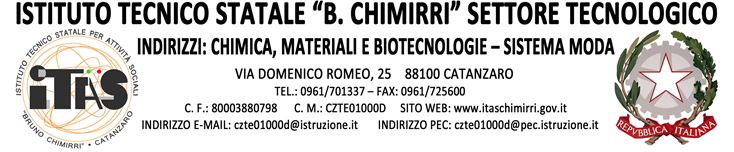 ISTITUTO TECNICO STATALE “B. CHIMIRRI” SETTORE TECNOLOGICO
INDIRIZZI: CHIMICA, MATERIALI E BIOTECNOLOGIE – SISTEMA MODA
VIA DOMENICO ROMEO, 25 88100 CATANZARO
TEL.: 0961/701337 – FAX: 0961/725600
C. F.: 80003880798 C. M.: CZTE01000D SITO WEB: www.itaschimirri.gov.it
INDIRIZZO E-MAIL: czte01000d@istruzione.it INDIRIZZO PEC: czte01000d@pec.istruzione.it
ISTITUTO TECNICO STATALE PER ATTIVITÀ SOCIALI
iTAS
"BRUNO CHIMIRRI" • CATANZARO
REPVBBLICA ITALIANA